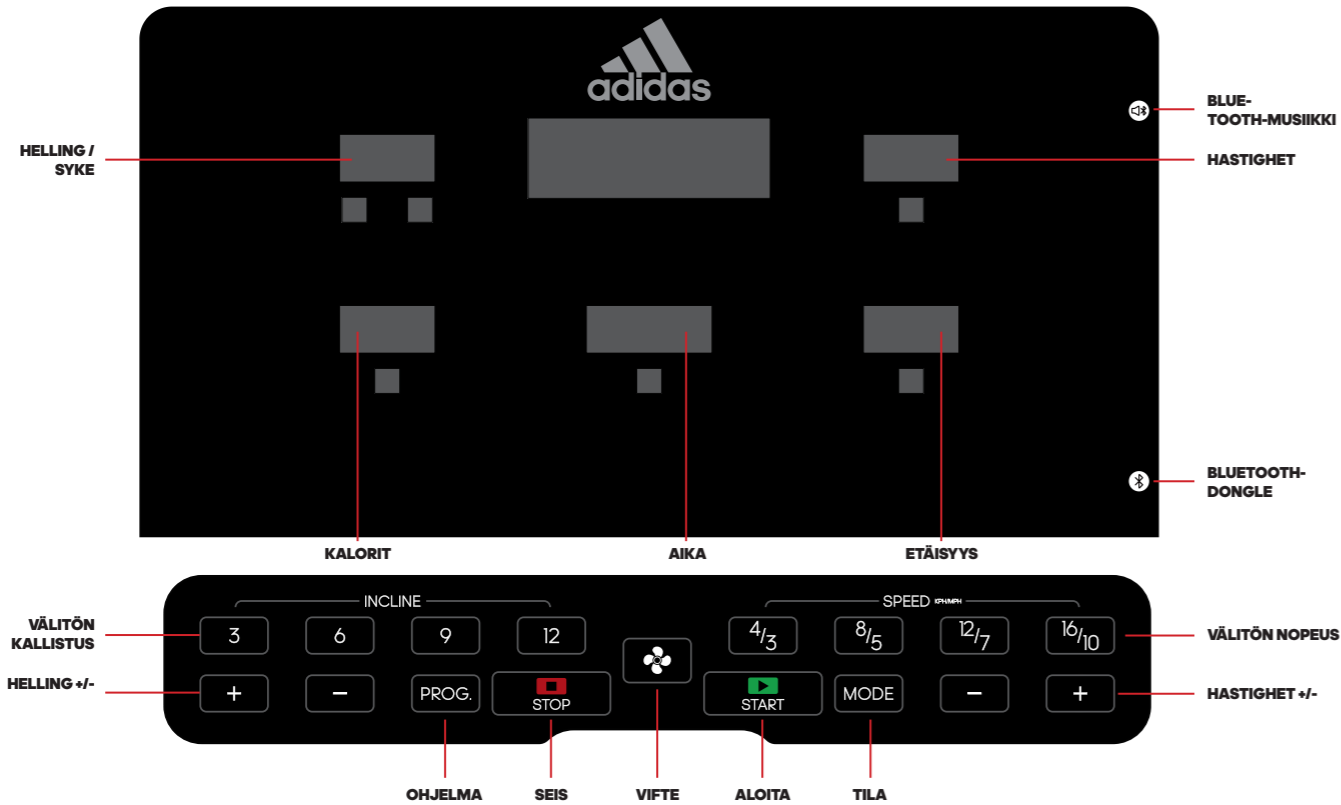 adidas
BLUE-
TOOTH-MUSIIKKI
HELLING /
SYKE
HASTIGHET
BLUETOOTH-
DONGLE
KALORIT
AIKA
ETÄISYYS
INCLINE
SPEED KPH/MPH
VÄLITÖN
KALLISTUS
3
6
9
12
4/3
8/5
12/7
16/10
VÄLITÖN NOPEUS
HELLING +/-
+
−
PROG.
STOP
START
MODE
−
+
HASTIGHET +/-
OHJELMA
SEIS
VIFTE
ALOITA
TILA